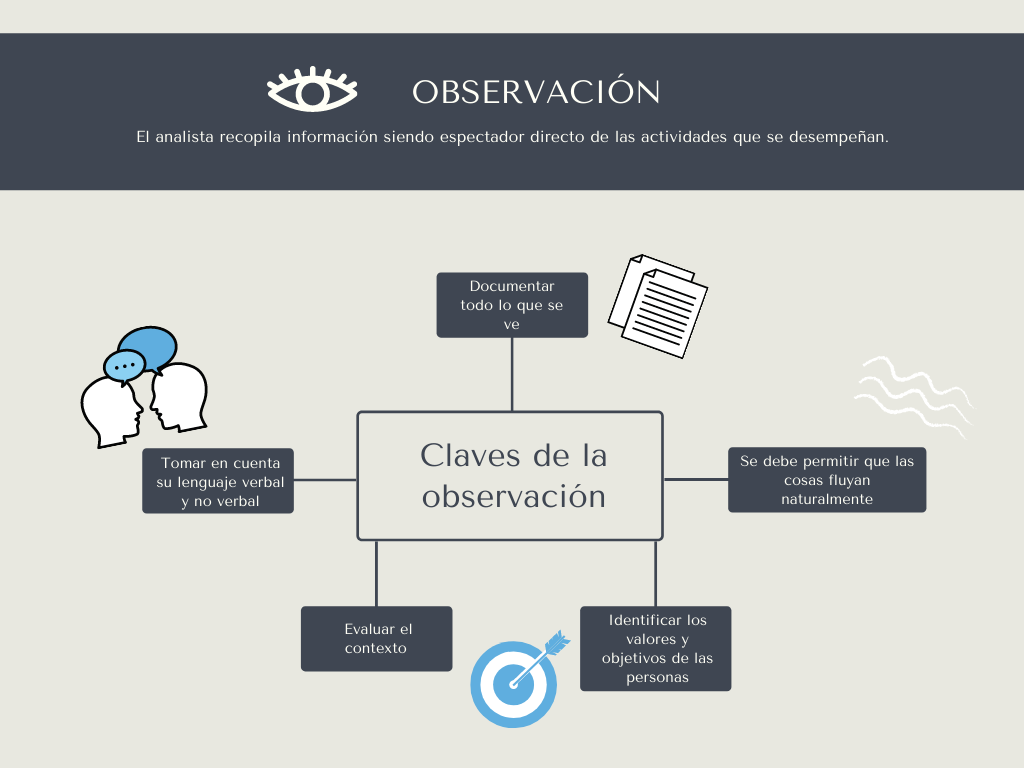 OBSERVACIÓN
El analista recopila información siendo espectador directo de las actividades que se desempeñan.
Documentar
todo lo que se
ve
Claves de la
observación
Tomar en cuenta
su lenguaje verbal
y no verbal
Se debe permitir que las
cosas fluyan
naturalmente
Evaluar el
contexto
Identificar los
valores y
objetivos de las
personas